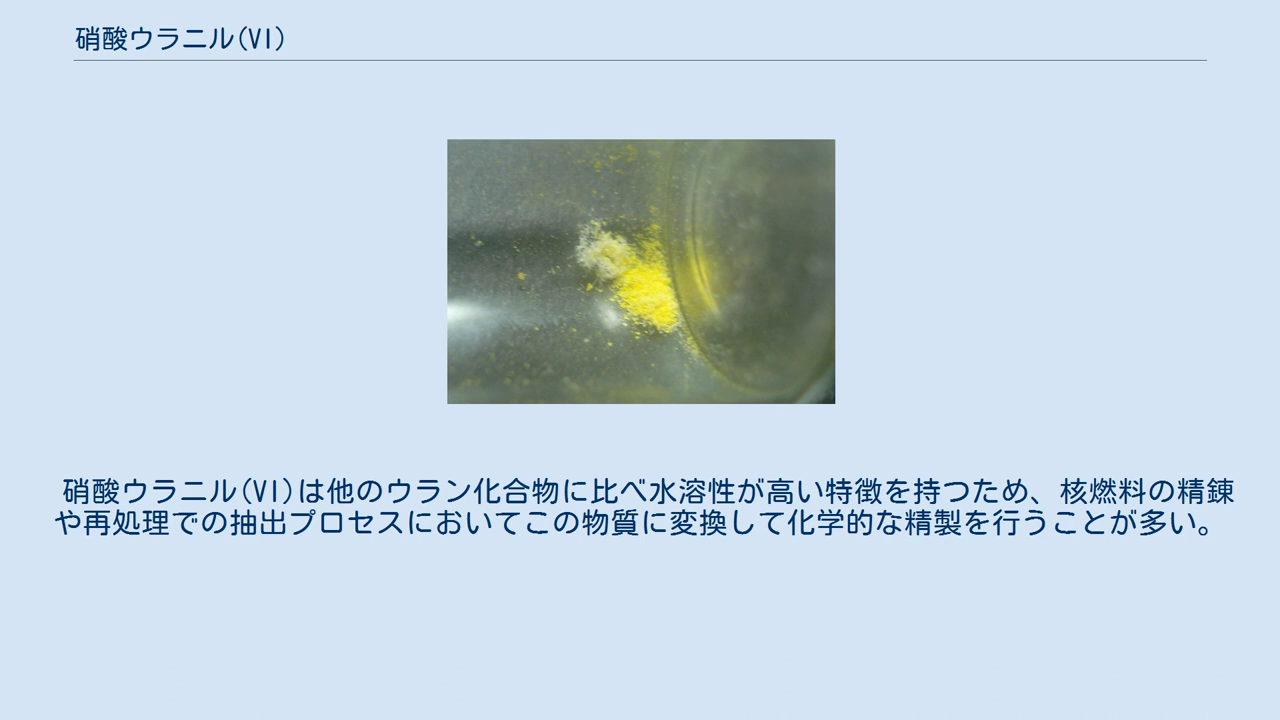 硝酸ウラニル(VI)
硝酸ウラニル(VI)は他のウラン化合物に比べ水溶性が高い特徴を持つため、核燃料の精錬
や再処理での抽出プロセスにおいてこの物質に変換して化学的な精製を行うことが多い。